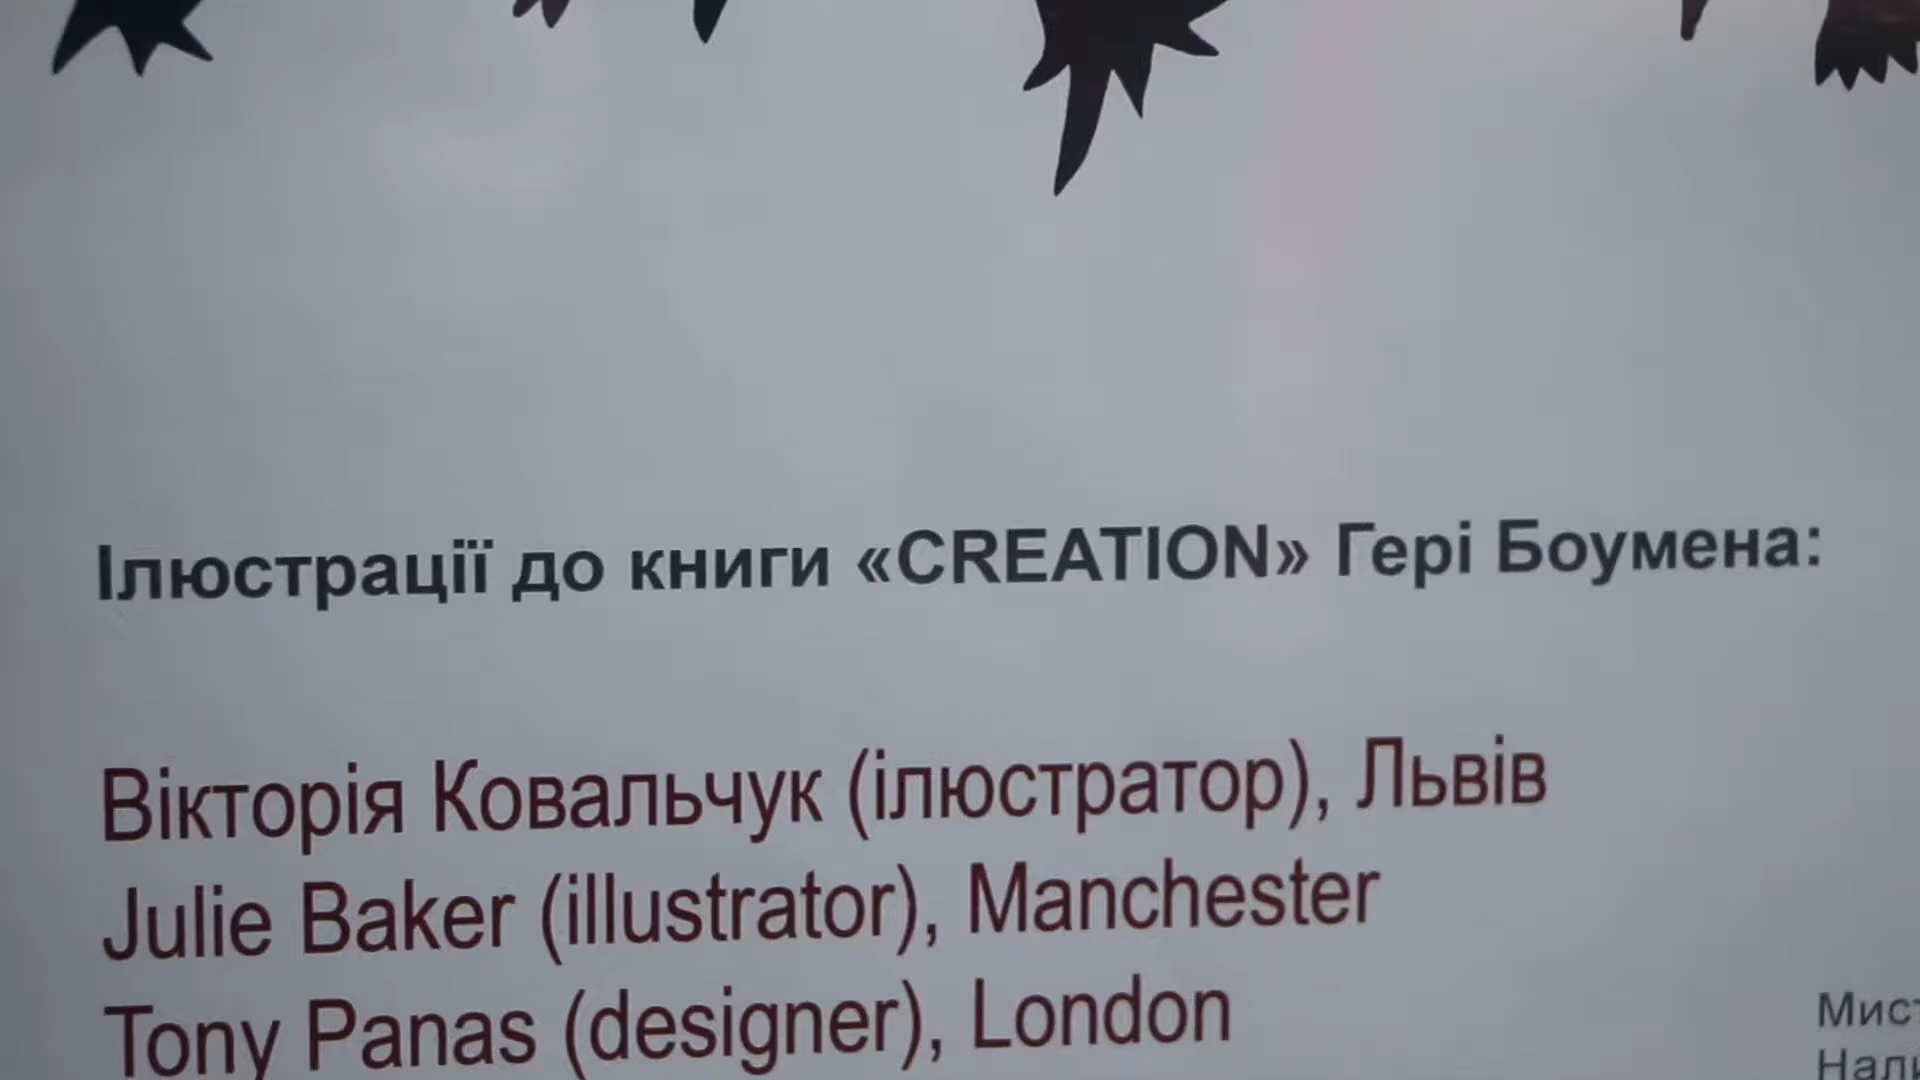 Ілюстрації до книги «CREATION» Гері Боумена:
Вікторія Ковальчук (ілюстратор), Львів
Julie Baker (illustrator), Manchester
Tony Panas (designer), London